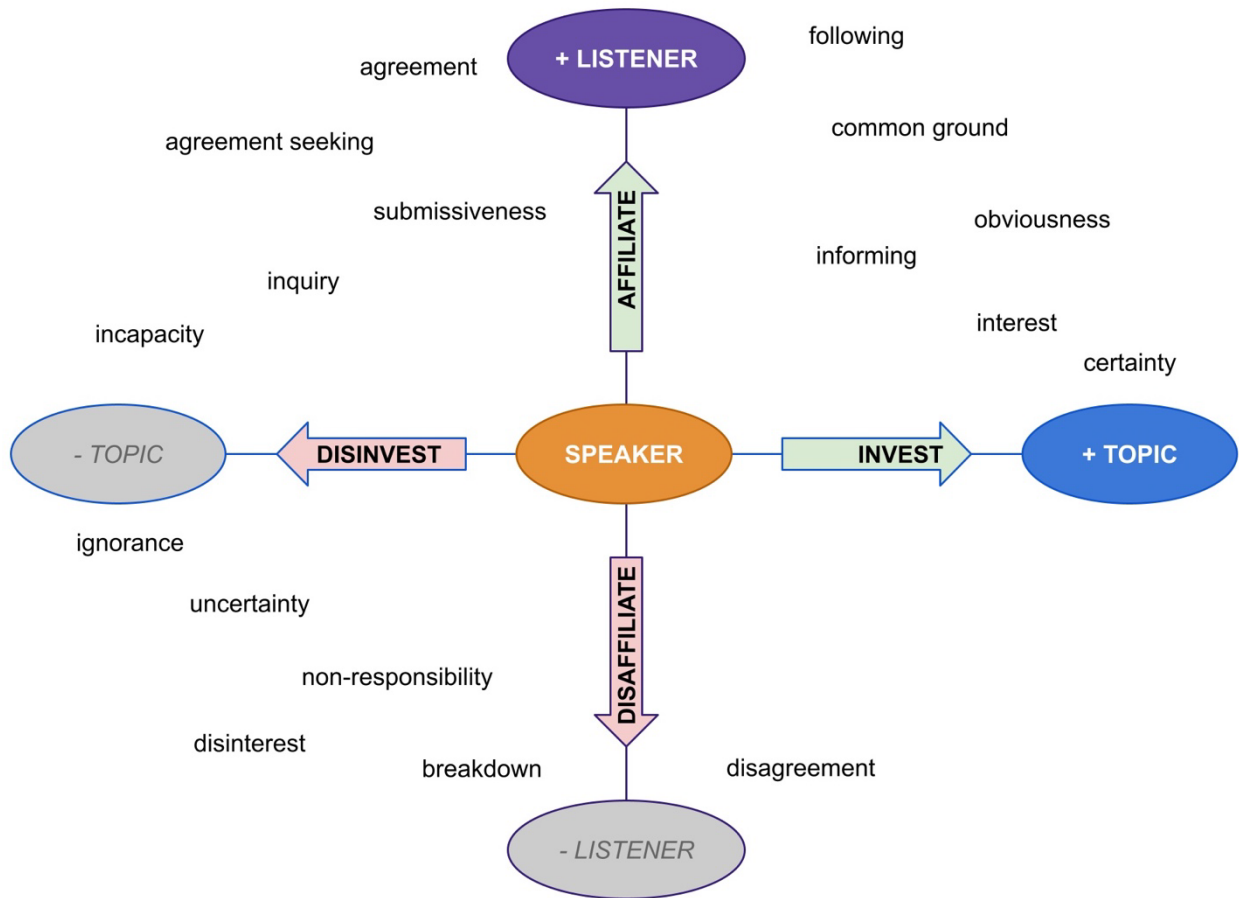 following
+ LISTENER
agreement
common ground
agreement seeking
submissiveness
obviousness
AFFILIATE
informing
inquiry
interest
incapacity
certainty
- TOPIC
DISINVEST
SPEAKER
INVEST
+ TOPIC
ignorance
uncertainty
DISAFFILIATE
non-responsibility
disinterest
breakdown
disagreement
- LISTENER